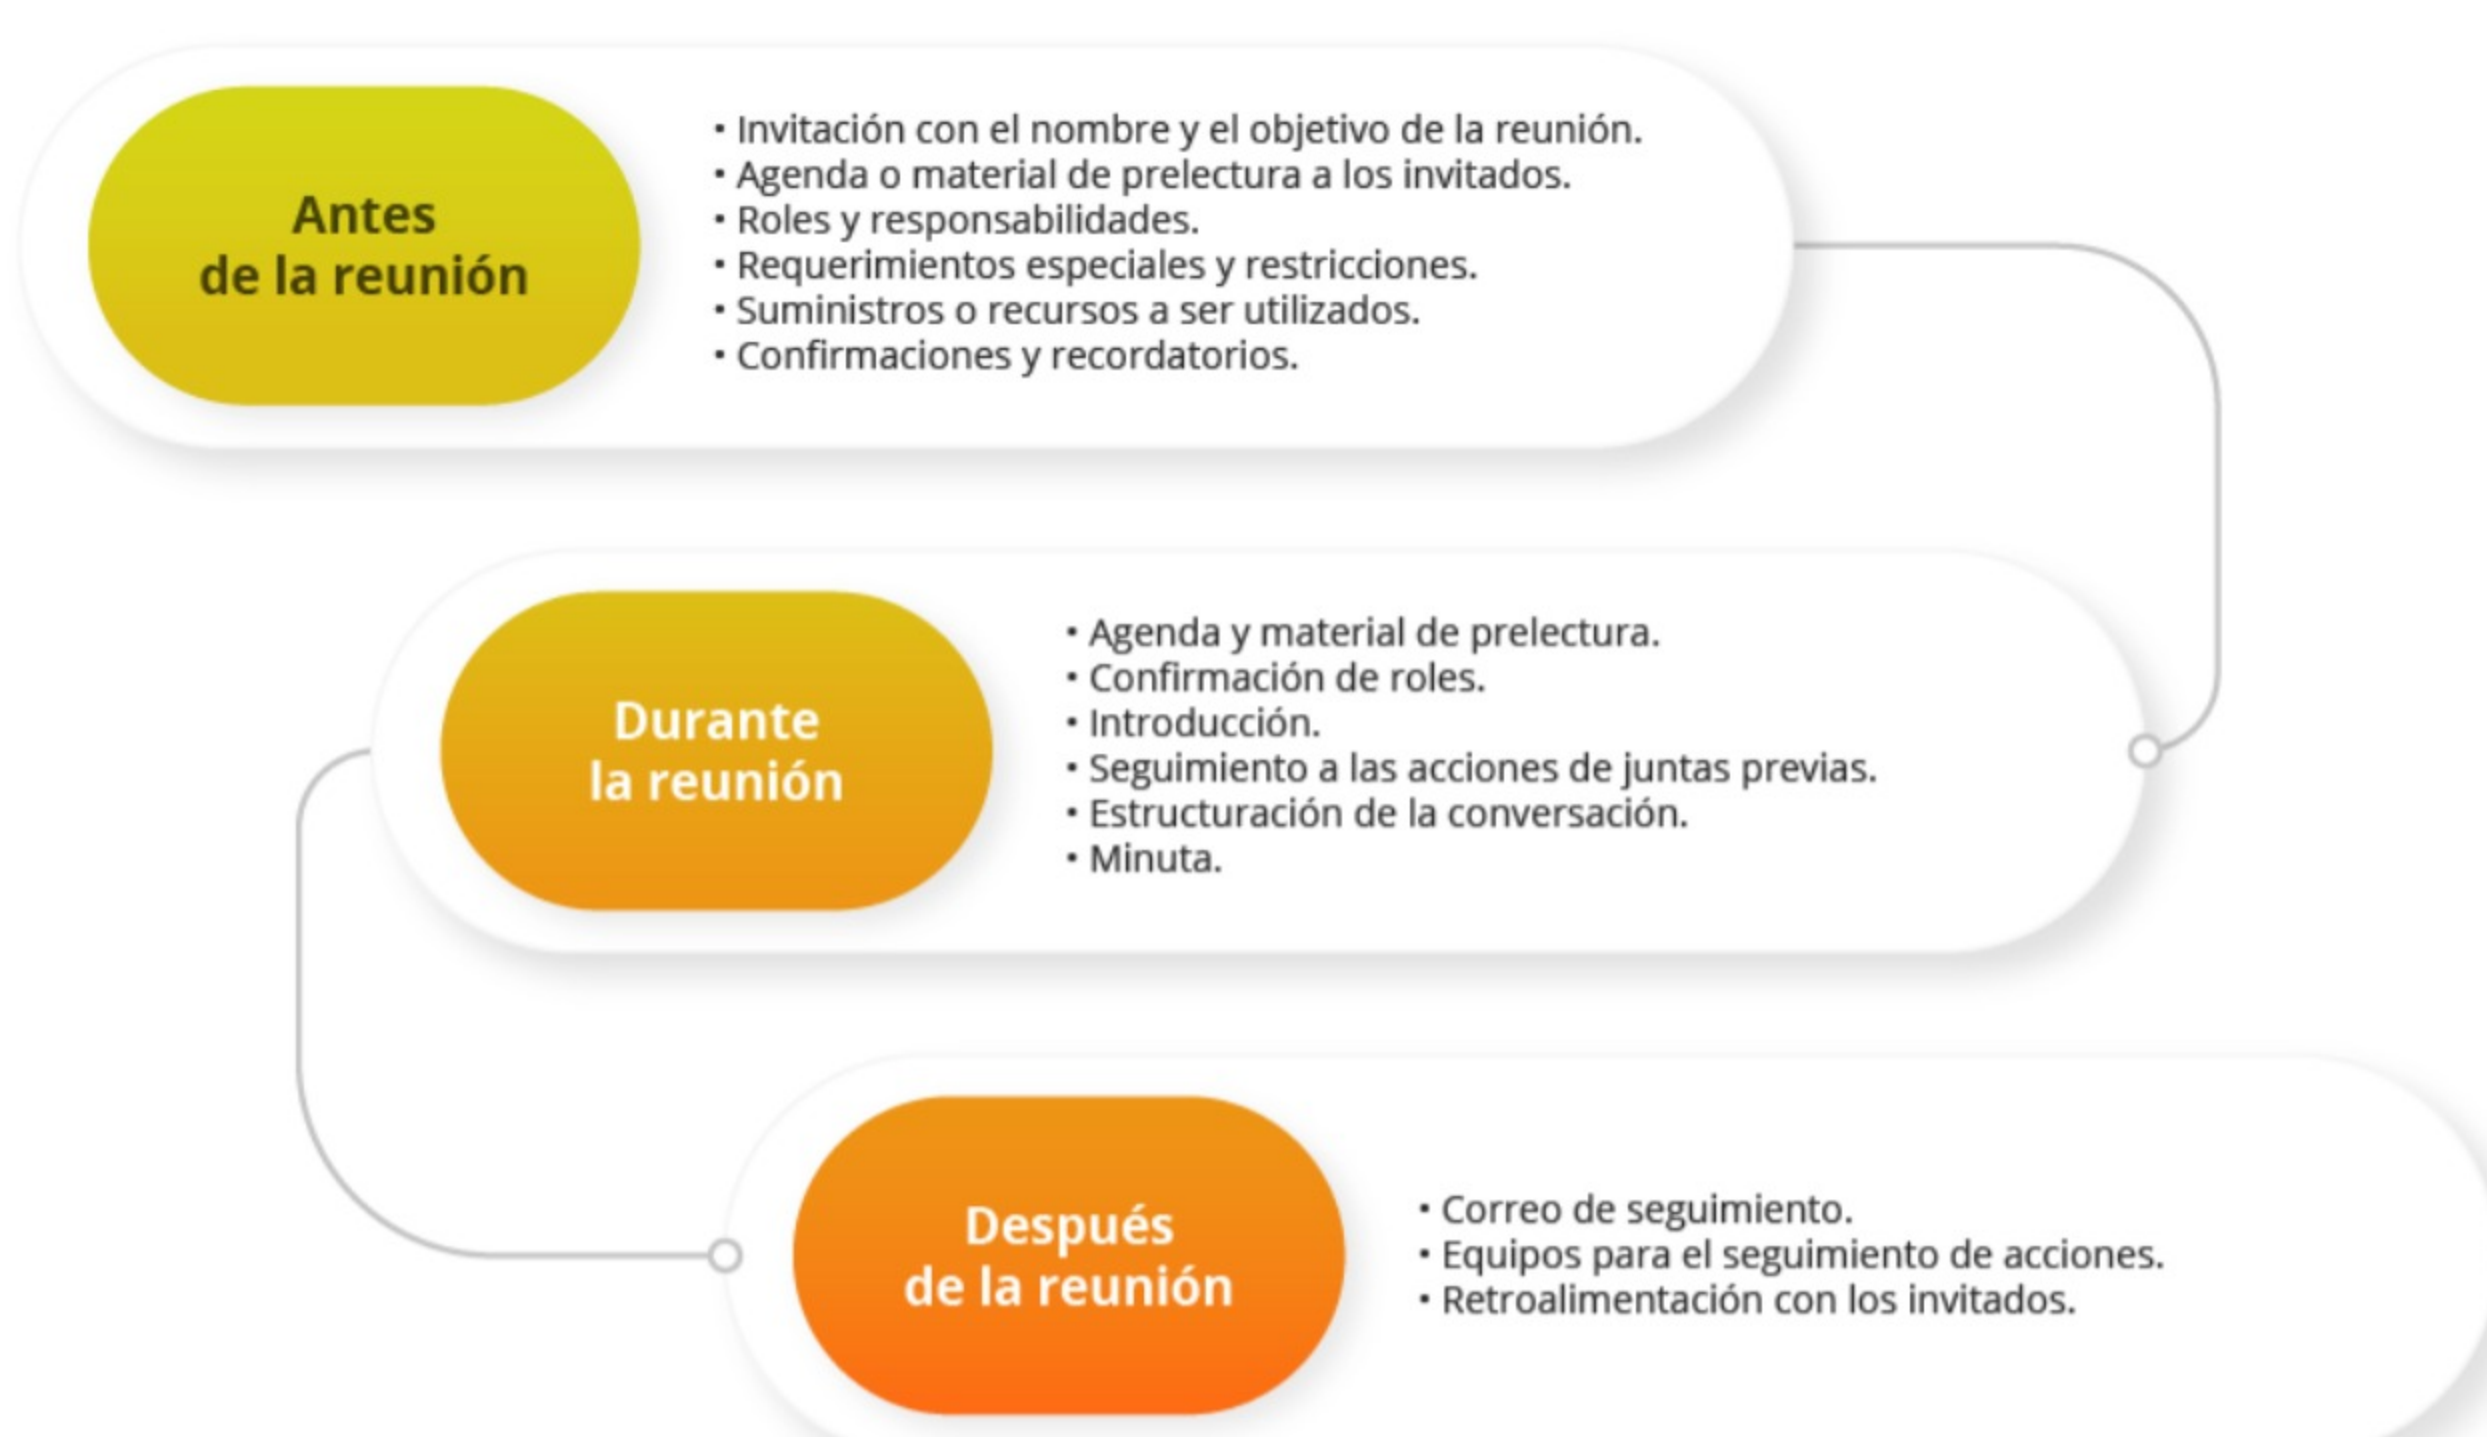 Antes
de la reunión
• Invitación con el nombre y el objetivo de la reunión.
• Agenda o material de prelectura a los invitados.
• Roles y responsabilidades.
• Requerimientos especiales y restricciones.
• Suministros o recursos a ser utilizados.
• Confirmaciones y recordatorios.
Durante
la reunión
• Agenda y material de prelectura.
• Confirmación de roles.
• Introducción.
• Seguimiento a las acciones de juntas previas.
• Estructuración de la conversación.
• Minuta.
Después
de la reunión
• Correo de seguimiento.
• Equipos para el seguimiento de acciones.
• Retroalimentación con los invitados.